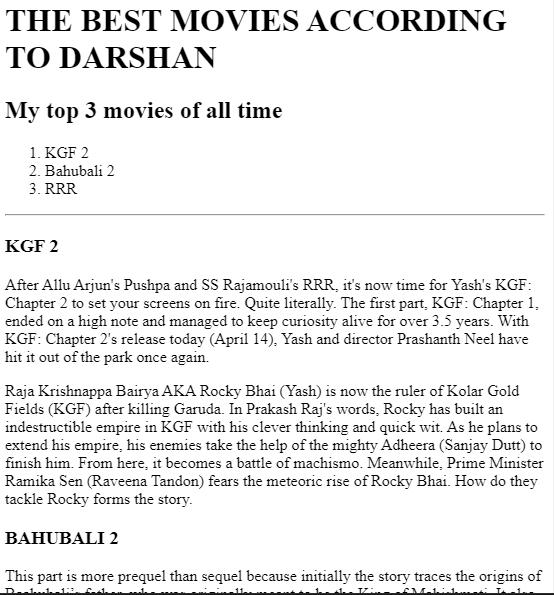 THE BEST MOVIES ACCORDING
TO DARSHAN
My top 3 movies of all time
1. KGF 2
2. Bahubali 2
3. RRR
KGF 2
After Allu Arjun's Pushpa and SS Rajamouli's RRR, it's now time for Yash's KGF:
Chapter 2 to set your screens on fire. Quite literally. The first part, KGF: Chapter 1,
ended on a high note and managed to keep curiosity alive for over 3.5 years. With
KGF: Chapter 2's release today (April 14), Yash and director Prashanth Neel have
hit it out of the park once again.
Raja Krishnappa Bairya AKA Rocky Bhai (Yash) is now the ruler of Kolar Gold
Fields (KGF) after killing Garuda. In Prakash Raj's words, Rocky has built an
indestructible empire in KGF with his clever thinking and quick wit. As he plans to
extend his empire, his enemies take the help of the mighty Adheera (Sanjay Dutt) to
finish him. From here, it becomes a battle of machismo. Meanwhile, Prime Minister
Ramika Sen (Raveena Tandon) fears the meteoric rise of Rocky Bhai. How do they
tackle Rocky forms the story.
BAHUBALI 2
This part is more prequel than sequel because initially the story traces the origins of